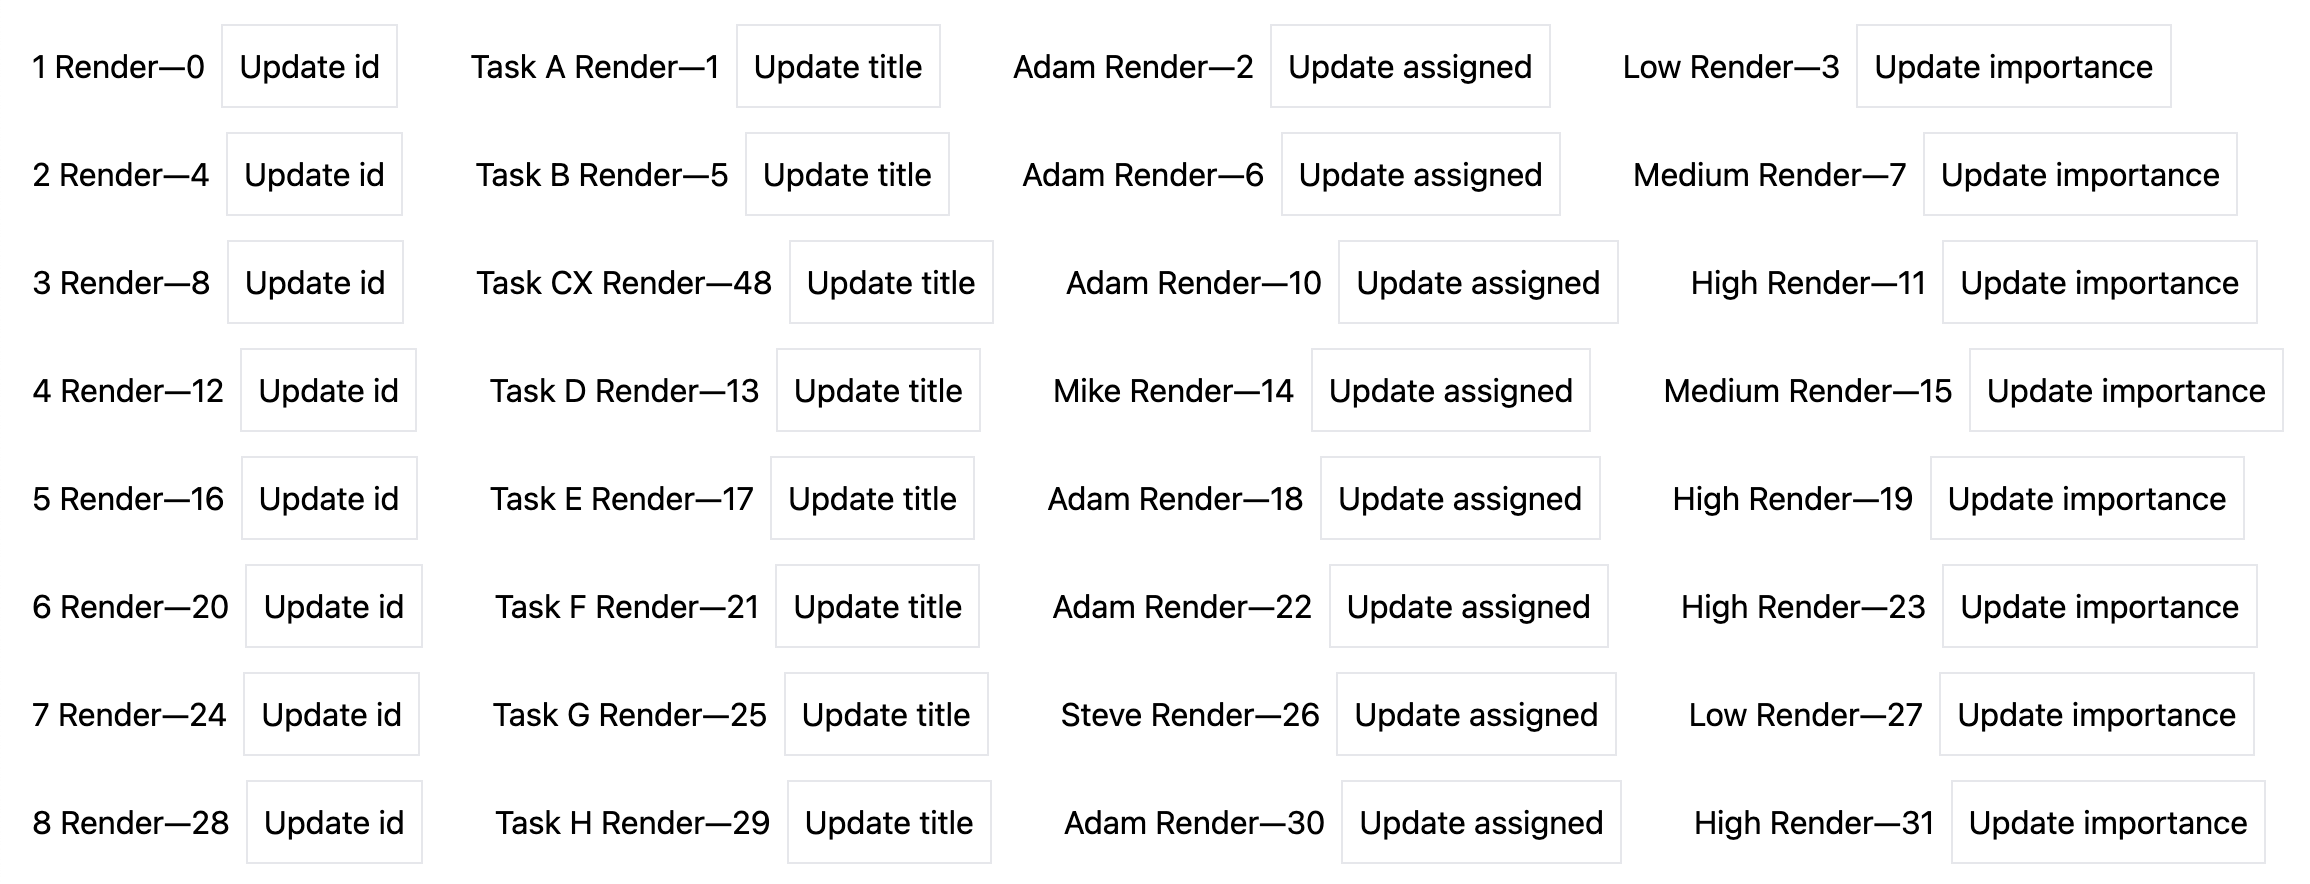 1 Render—0 Update id Task A Render—1 Update title Adam Render—2 Update assigned Low Render—3 Update importance
2 Render—4 Update id Task B Render—5 Update title Adam Render—6 Update assigned Medium Render—7 Update importance
3 Render—8 Update id Task CX Render—48 Update title Adam Render—10 Update assigned High Render—11 Update importance
4 Render—12 Update id Task D Render—13 Update title Mike Render—14 Update assigned Medium Render—15 Update importance
5 Render—16 Update id Task E Render—17 Update title Adam Render—18 Update assigned High Render—19 Update importance
6 Render—20 Update id Task F Render—21 Update title Adam Render—22 Update assigned High Render—23 Update importance
7 Render—24 Update id Task G Render—25 Update title Steve Render—26 Update assigned Low Render—27 Update importance
8 Render—28 Update id Task H Render—29 Update title Adam Render—30 Update assigned High Render—31 Update importance